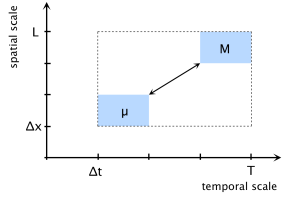 spatial scale
L
M
μ
Δx
Δt
T
temporal scale